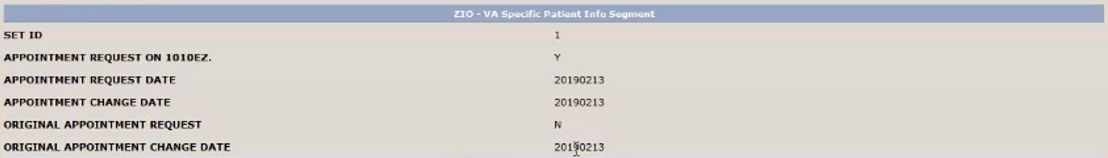 ZIO - VA Specific Patient Info Segment
SET ID 1
APPOINTMENT REQUEST ON 1010EZ. Y
APPOINTMENT REQUEST DATE 20190213
APPOINTMENT CHANGE DATE 20190213
ORIGINAL APPOINTMENT REQUEST N
ORIGINAL APPOINTMENT CHANGE DATE 20190213